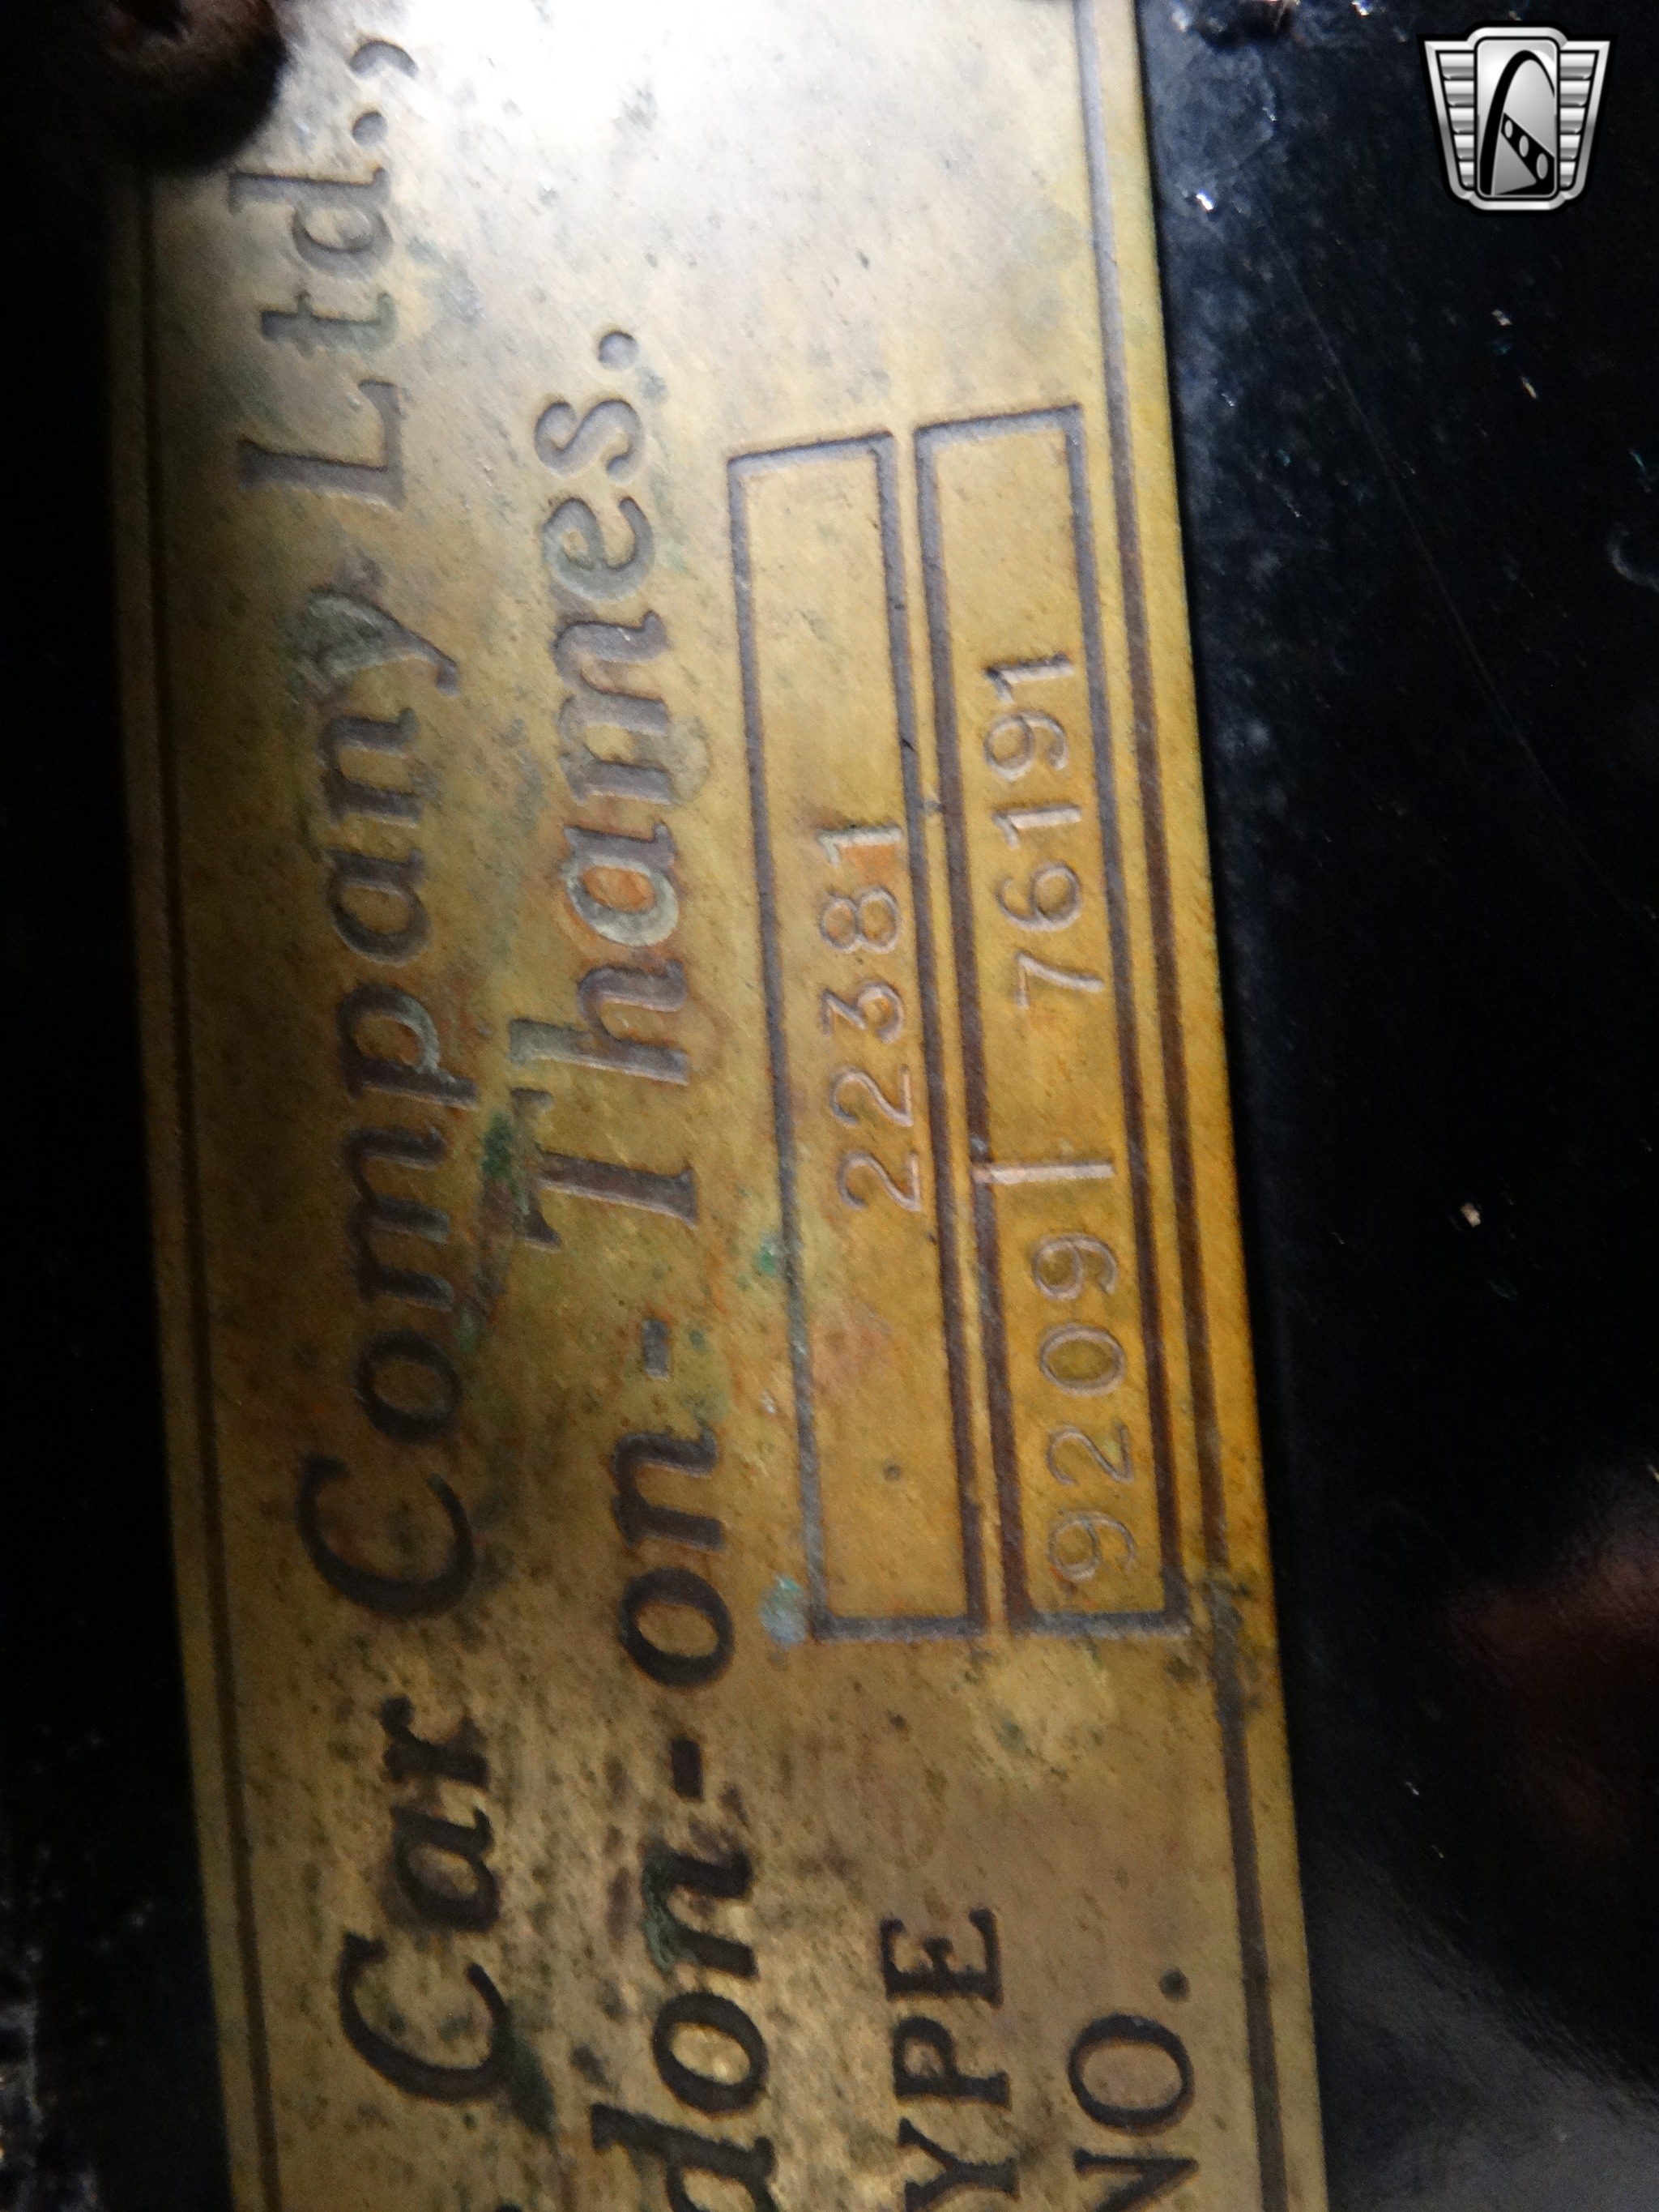 Car Company Ltd.,
don-on-Thames.
YPE 22381
NO. 9209 | 76191